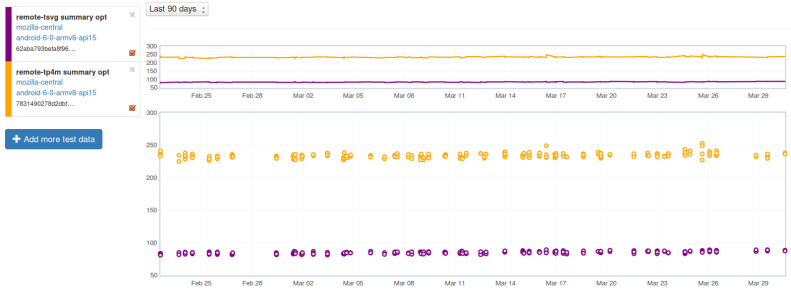 Last 90 days
remote-tsvg summary opt
mozilla-central
android-6-0-armv8-api15
62aba793befa8f96...
remote-tp4m summary opt
mozilla-central
android-6-0-armv8-api15
7831490278d2dbf...
+ Add more test data
300
250
200
150
100
50
Feb 25 Feb 28 Mar 02 Mar 05 Mar 08 Mar 11 Mar 14 Mar 17 Mar 20 Mar 23 Mar 26 Mar 29
300
250
200
150
100
50
Feb 25 Feb 28 Mar 02 Mar 05 Mar 08 Mar 11 Mar 14 Mar 17 Mar 20 Mar 23 Mar 26 Mar 29